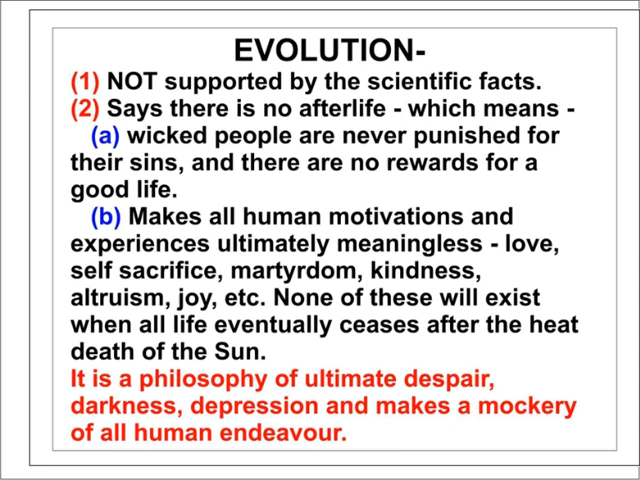 EVOLUTION-
(1) NOT supported by the scientific facts.
(2) Says there is no afterlife - which means -
(a) wicked people are never punished for
their sins, and there are no rewards for a
good life.
(b) Makes all human motivations and
experiences ultimately meaningless - love,
self sacrifice, martyrdom, kindness,
altruism, joy, etc. None of these will exist
when all life eventually ceases after the heat
death of the Sun.
It is a philosophy of ultimate despair,
darkness, depression and makes a mockery
of all human endeavour.